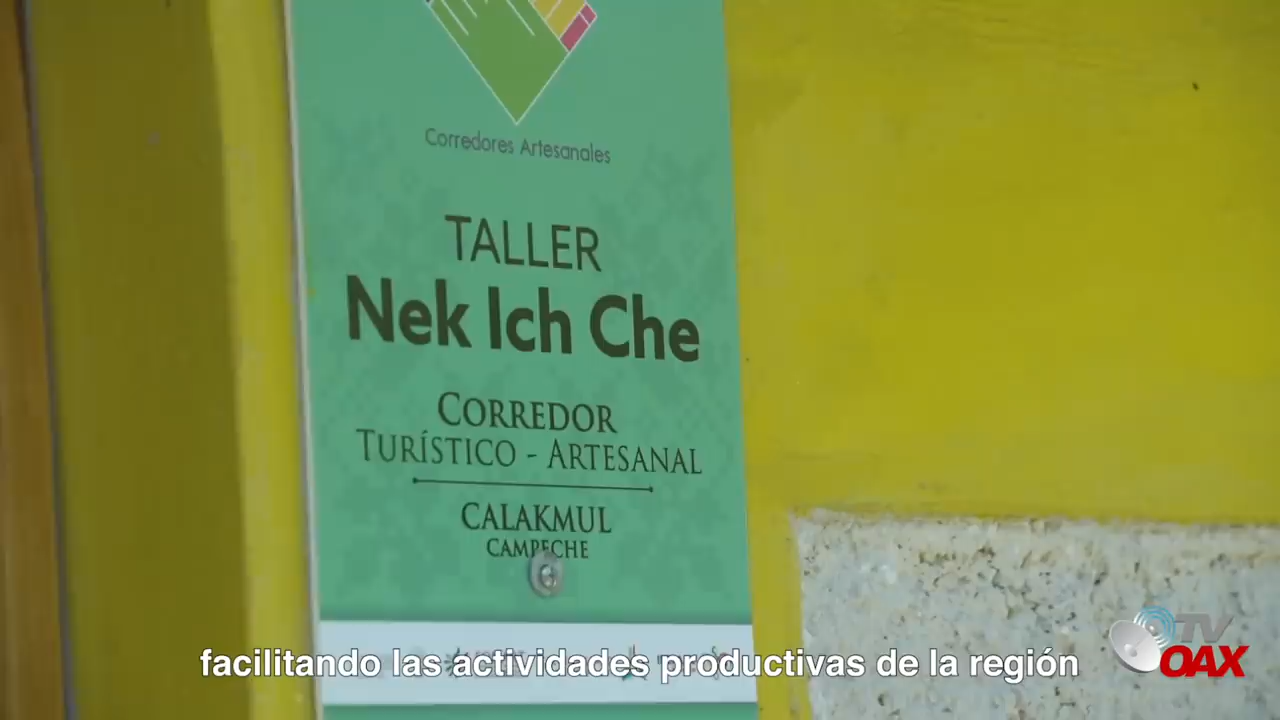 Corredores Artesanales
TALLER
Nek Ich Che
CORREDOR
TURÍSTICO - ARTESANAL
CALAKMUL
CAMPECHE
facilitando las actividades productivas de la región
TV
OAX